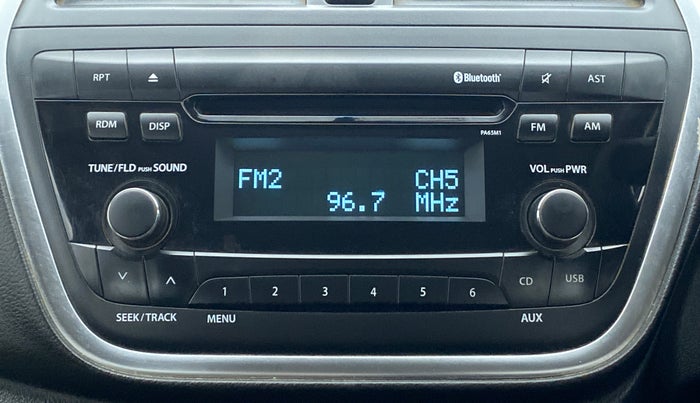 RPT Bluetooth AST
RDM DISP PA65M1 FM AM
TUNE/FLD PUSH SOUND VOL PUSH PWR
FM2 CH5
96.7 MHz
1 2 3 4 5 6 CD USB
SEEK/TRACK MENU AUX